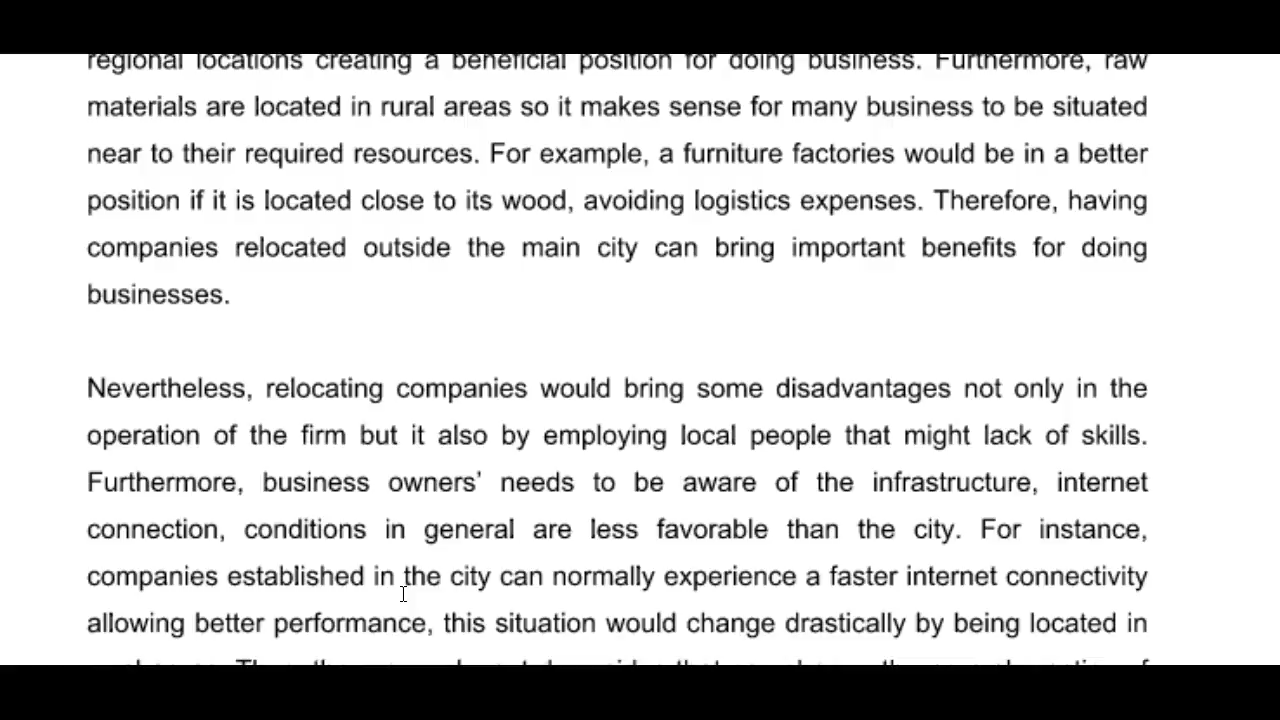 regional locations creating a beneficial position for doing business. Furthermore, raw
materials are located in rural areas so it makes sense for many business to be situated
near to their required resources. For example, a furniture factories would be in a better
position if it is located close to its wood, avoiding logistics expenses. Therefore, having
companies relocated outside the main city can bring important benefits for doing
businesses.
Nevertheless, relocating companies would bring some disadvantages not only in the
operation of the firm but it also by employing local people that might lack of skills.
Furthermore, business owners’ needs to be aware of the infrastructure, internet
connection, conditions in general are less favorable than the city. For instance,
companies established in the city can normally experience a faster internet connectivity
allowing better performance, this situation would change drastically by being located in